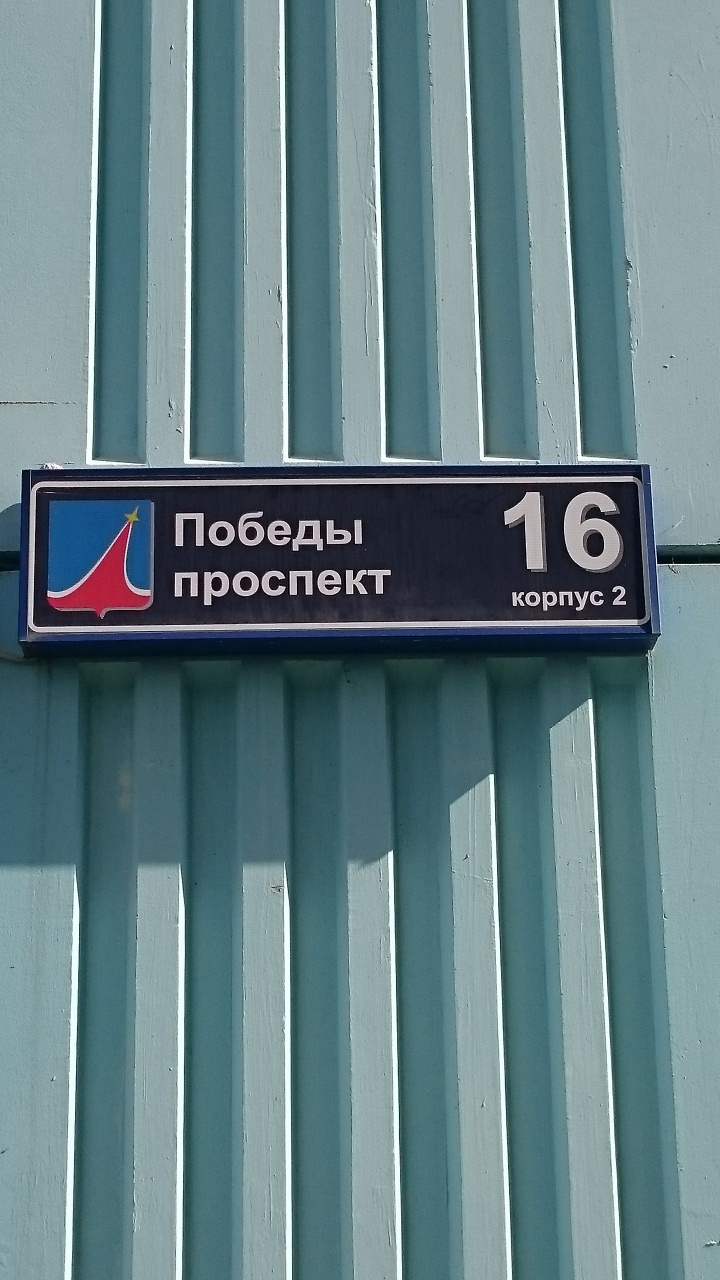 Победы
проспект
16
корпус 2